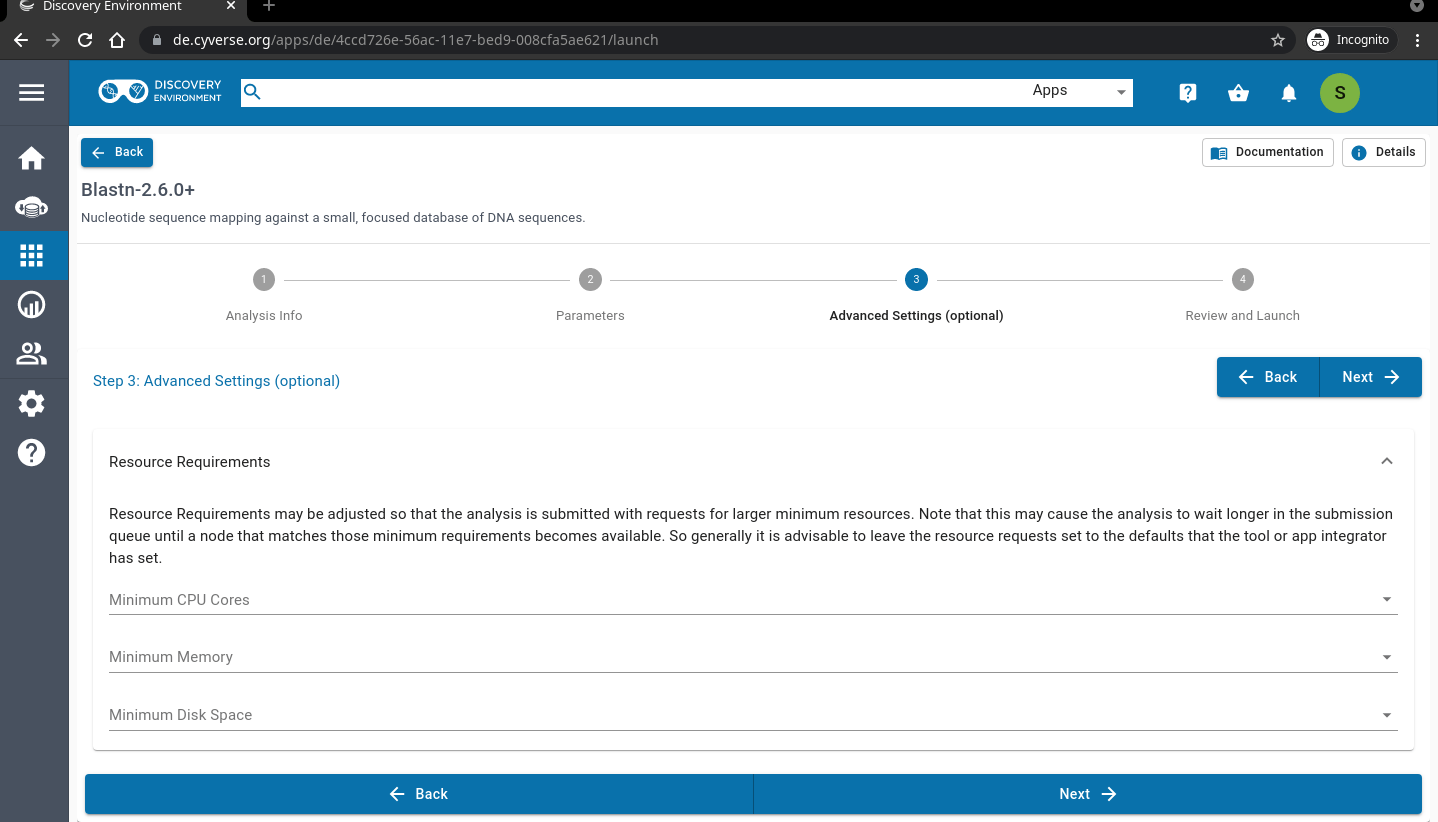 Discovery Environment
de.cyverse.org/apps/de/4ccd726e-56ac-11e7-bed9-008cfa5ae621/launch
Incognito
DISCOVERY
ENVIRONMENT
Apps
S
Back
Documentation
Details
Blastn-2.6.0+
Nucleotide sequence mapping against a small, focused database of DNA sequences.
1
2
3
4
Analysis Info
Parameters
Advanced Settings (optional)
Review and Launch
Step 3: Advanced Settings (optional)
Back
Next
Resource Requirements
Resource Requirements may be adjusted so that the analysis is submitted with requests for larger minimum resources. Note that this may cause the analysis to wait longer in the submission
queue until a node that matches those minimum requirements becomes available. So generally it is advisable to leave the resource requests set to the defaults that the tool or app integrator
has set.
Minimum CPU Cores
Minimum Memory
Minimum Disk Space
Back
Next